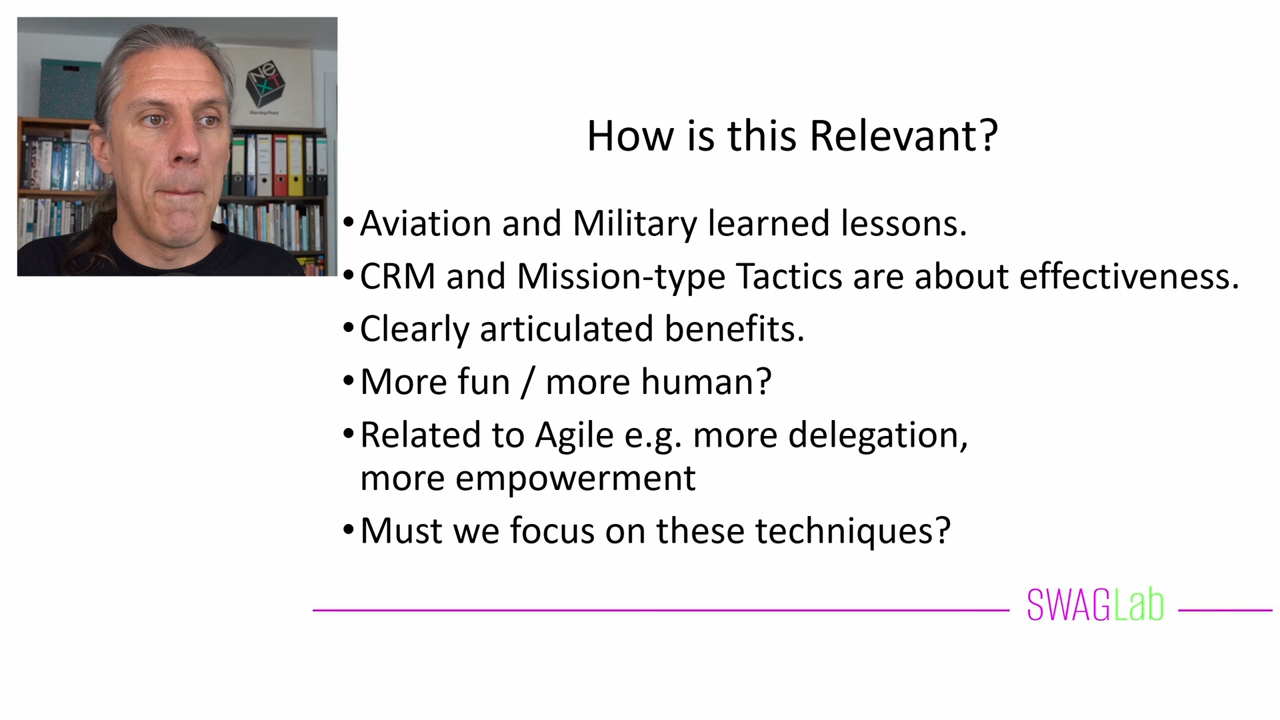 NeXT
How is this Relevant?
•Aviation and Military learned lessons.
•CRM and Mission-type Tactics are about effectiveness.
•Clearly articulated benefits.
•More fun / more human?
•Related to Agile e.g. more delegation,
more empowerment
•Must we focus on these techniques?
SWAGLab